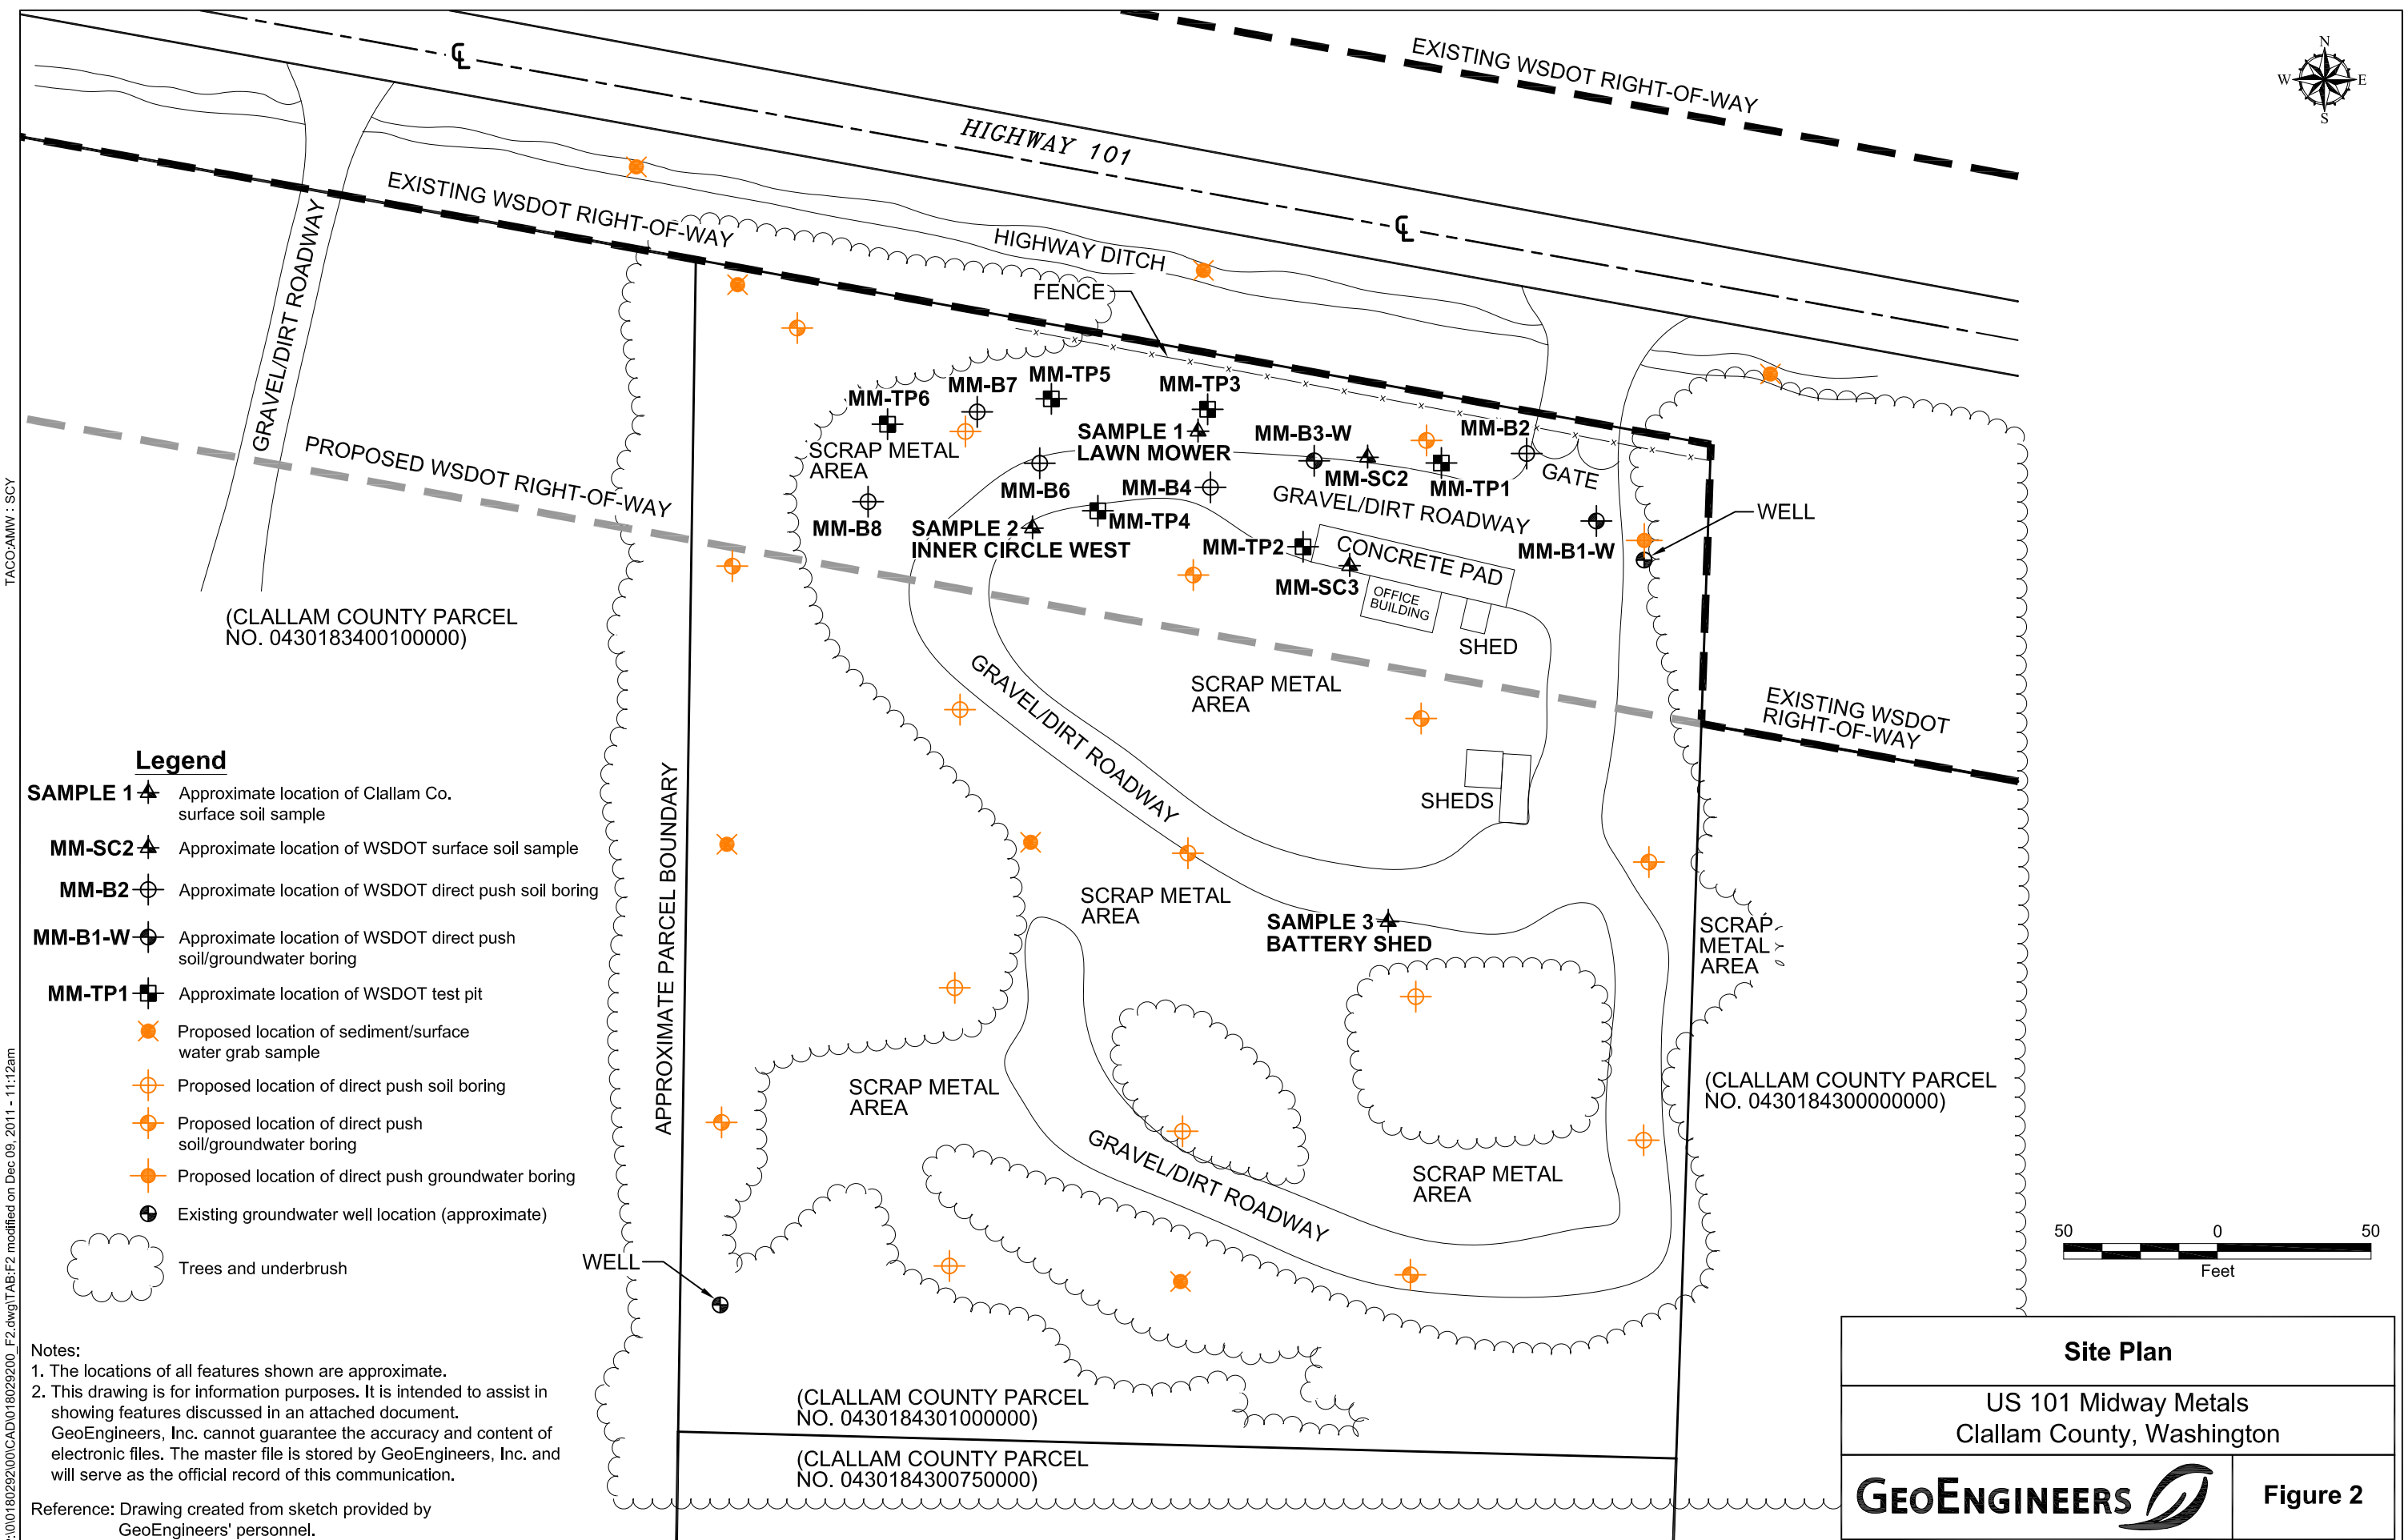 EXISTING WSDOT RIGHT-OF-WAY
N
W
E
S
HIGHWAY 101
EXISTING WSDOT RIGHT-OF-WAY
HIGHWAY DITCH
FENCE
GRAVEL/DIRT ROADWAY
PROPOSED WSDOT RIGHT-OF-WAY
MM-TP6
MM-B7
MM-TP5
MM-TP3
SCRAP METAL
AREA
SAMPLE 1
LAWN MOWER
MM-B3-W
MM-B2
MM-SC2
MM-TP1
GATE
MM-B6
MM-B4
GRAVEL/DIRT ROADWAY
MM-B8
SAMPLE 2
INNER CIRCLE WEST
MM-TP4
MM-TP2
CONCRETE PAD
MM-B1-W
WELL
MM-SC3
OFFICE
BUILDING
SHED
(CLALLAM COUNTY PARCEL
NO. 0430183400100000)
GRAVEL/DIRT ROADWAY
SCRAP METAL
AREA
EXISTING WSDOT
RIGHT-OF-WAY
SHEDS
APPROXIMATE PARCEL BOUNDARY
SCRAP METAL
AREA
SAMPLE 3
BATTERY SHED
SCRAP
METAL
AREA
SCRAP METAL
AREA
GRAVEL/DIRT ROADWAY
SCRAP METAL
AREA
(CLALLAM COUNTY PARCEL
NO. 0430184300000000)
WELL
(CLALLAM COUNTY PARCEL
NO. 0430184301000000)
(CLALLAM COUNTY PARCEL
NO. 0430184300750000)
Legend
SAMPLE 1 Approximate location of Clallam Co.
surface soil sample
MM-SC2 Approximate location of WSDOT surface soil sample
MM-B2 Approximate location of WSDOT direct push soil boring
MM-B1-W Approximate location of WSDOT direct push
soil/groundwater boring
MM-TP1 Approximate location of WSDOT test pit
Proposed location of sediment/surface
water grab sample
Proposed location of direct push soil boring
Proposed location of direct push
soil/groundwater boring
Proposed location of direct push groundwater boring
Existing groundwater well location (approximate)
Trees and underbrush
Notes:
1. The locations of all features shown are approximate.
2. This drawing is for information purposes. It is intended to assist in
showing features discussed in an attached document.
GeoEngineers, Inc. cannot guarantee the accuracy and content of
electronic files. The master file is stored by GeoEngineers, Inc. and
will serve as the official record of this communication.
Reference: Drawing created from sketch provided by
GeoEngineers' personnel.
50 0 50
Feet
Site Plan
US 101 Midway Metals
Clallam County, Washington
GEOENGINEERS
Figure 2
TACO:AMW : SCY
:\0\0180292\00\CAD\018029200_F2.dwg\TAB:F2 modified on Dec 09, 2011 - 11:12am